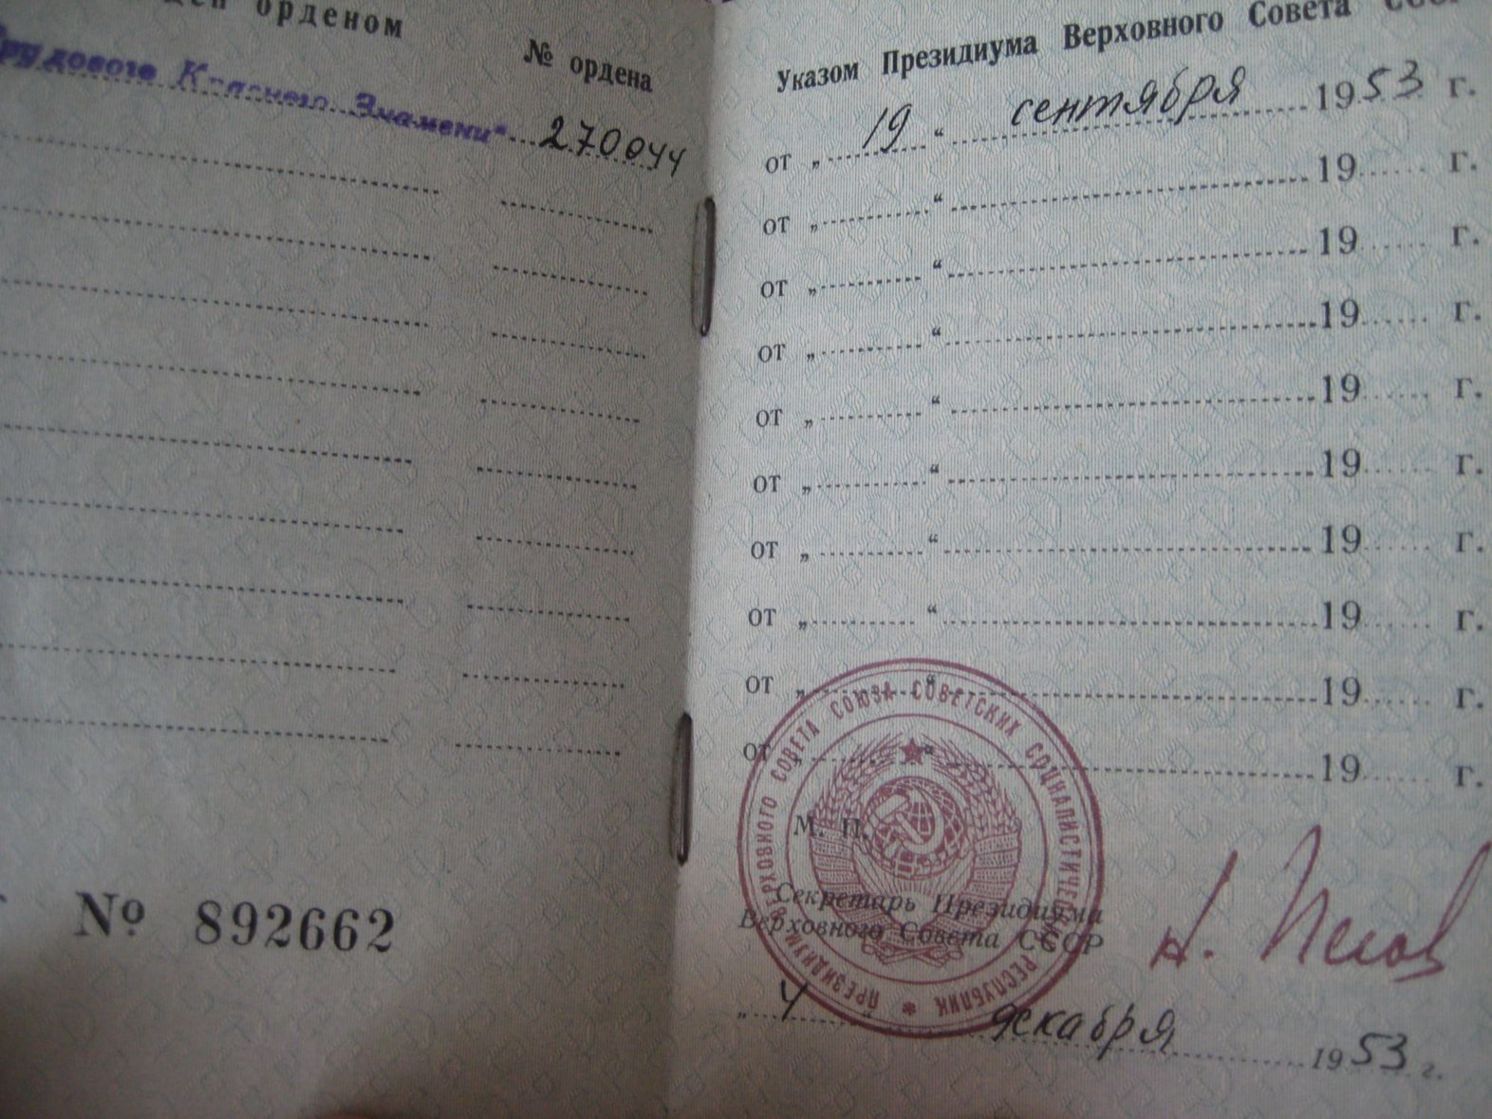 ден орденом
№ ордена
Трудового Красного Знамени" 270044
№ 892662
Указом Президиума Верховного Совета СССР
от „ 19 “ сентября 1953 г.
от „ “ 19 г.
от „ “ 19 г.
от „ “ 19 г.
от „ “ 19 г.
от „ “ 19 г.
от „ “ 19 г.
от „ “ 19 г.
от „ “ 19 г.
от „ “ 19 г.
ПРЕЗИДИУМ ВЕРХОВНОГО СОВЕТА СОЮЗА СОВЕТСКИХ СОЦИАЛИСТИЧЕСКИХ РЕСПУБЛИК *
М. П.
Секретарь Президиума
Верховного Совета СССР Н. Пегов
„ 4 “ декабря 1953 г.